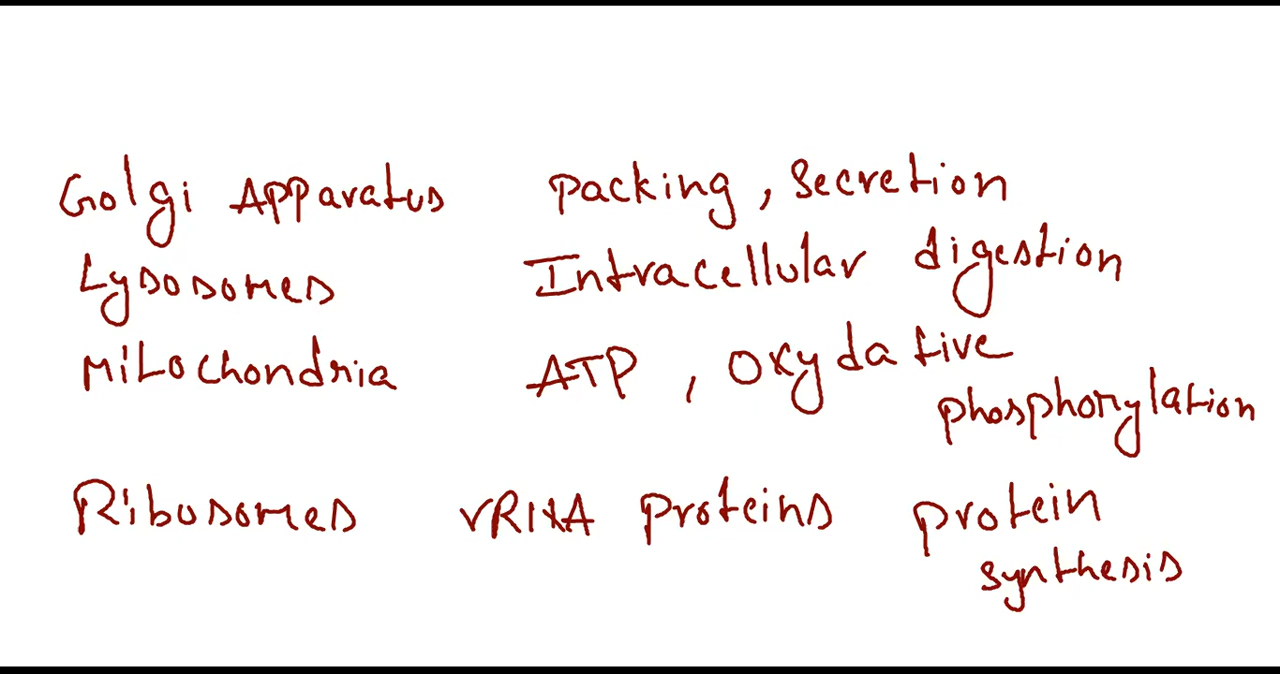 Golgi Apparatus packing, secretion
Lysosomes Intracellular digestion
Mitochondria ATP, Oxydative
phosphorylation
Ribosomes rRNA proteins protein
synthesis